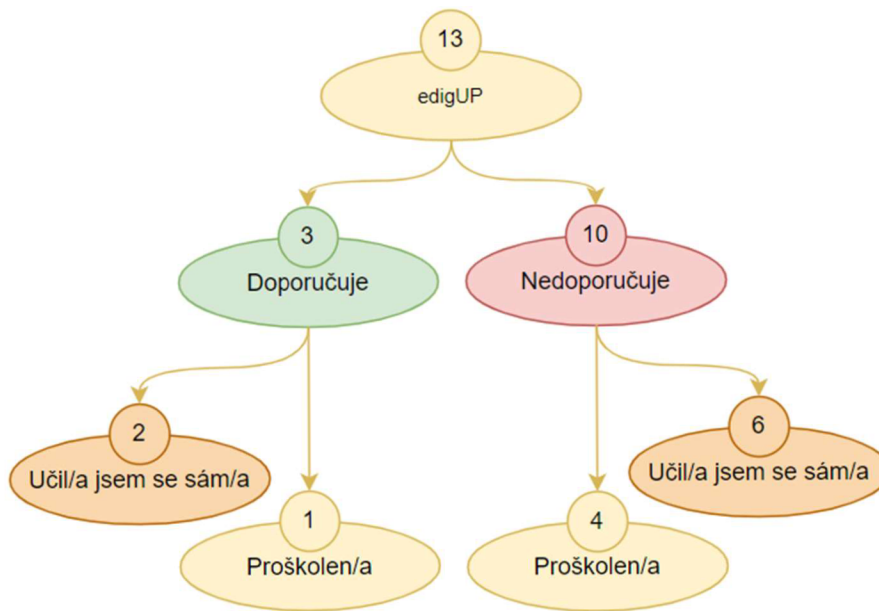 13
edigUP
3
Doporučuje
10
Nedoporučuje
2
Učil/a jsem se sám/a
6
Učil/a jsem se sám/a
1
Proškolen/a
4
Proškolen/a